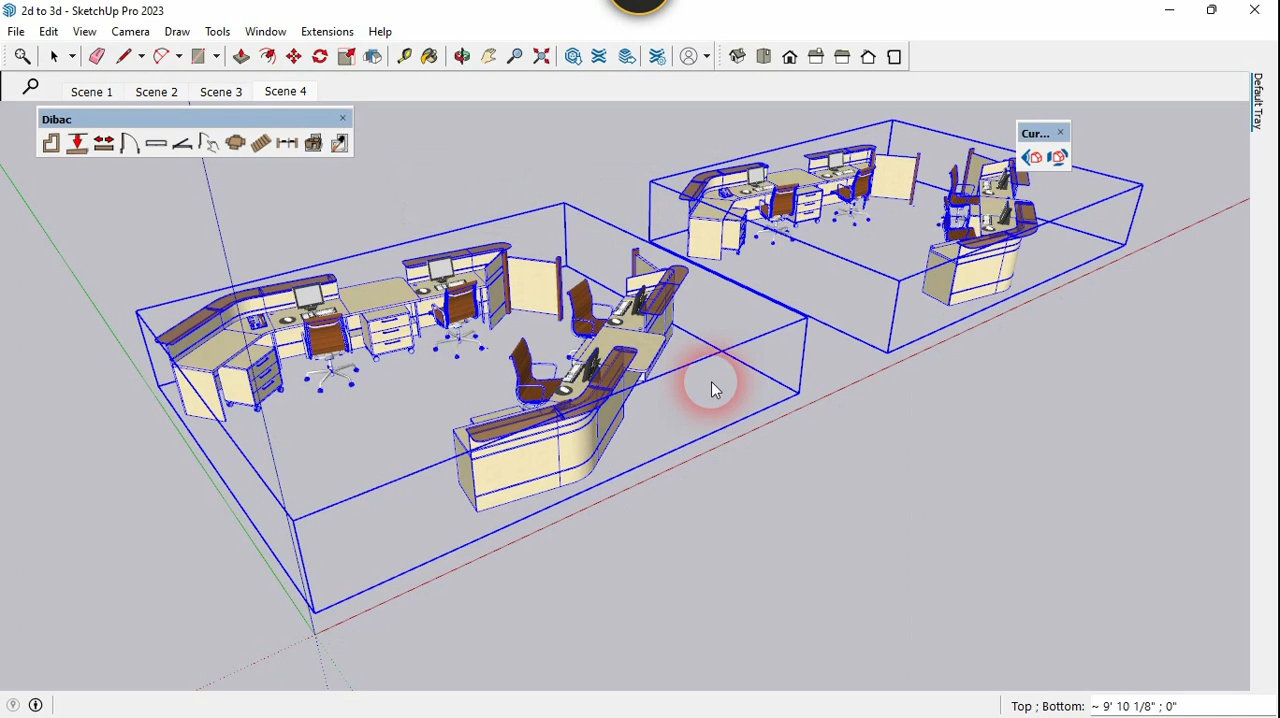 2d to 3d - SketchUp Pro 2023
File Edit View Camera Draw Tools Window Extensions Help
Scene 1 Scene 2 Scene 3 Scene 4
Default Tray
Dibac
Cur...
Top ; Bottom: ~ 9' 10 1/8" ; 0"